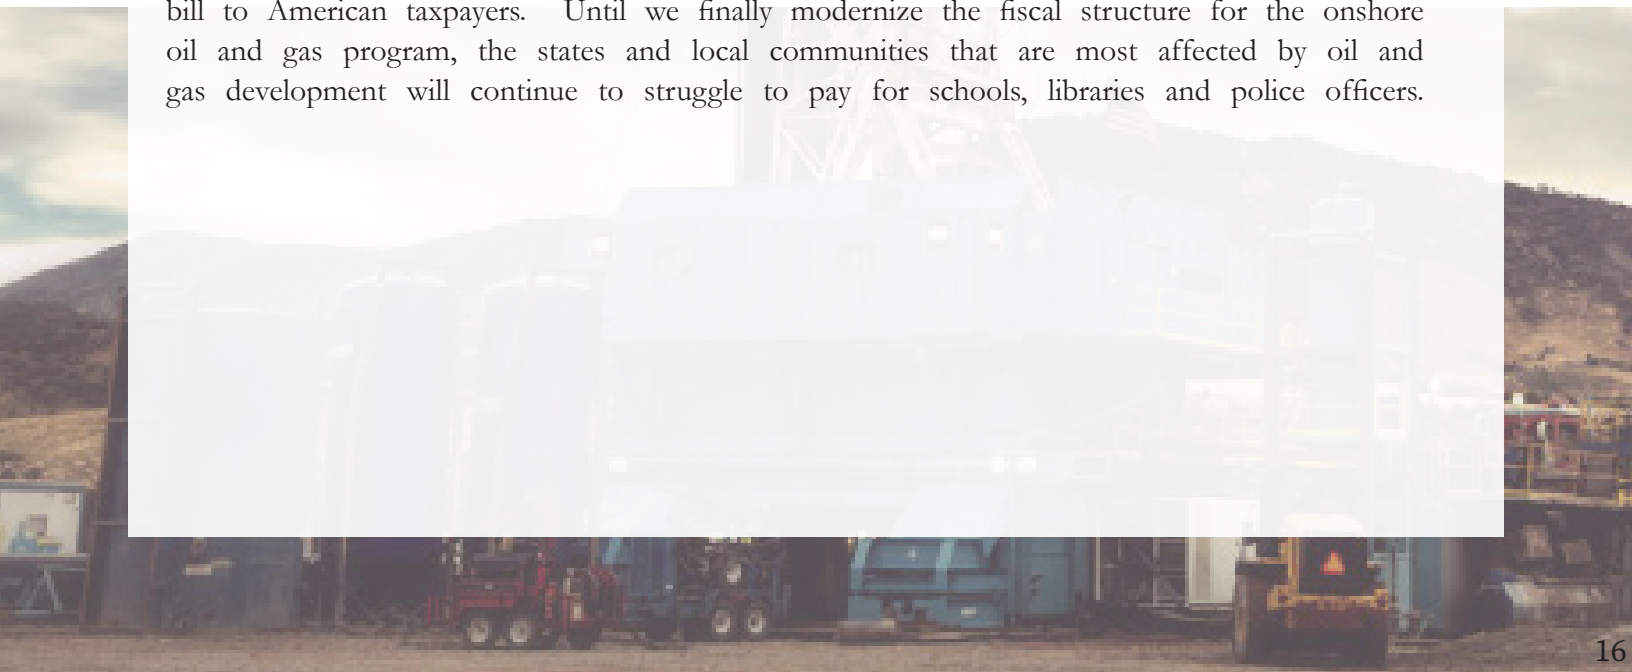 bill to American taxpayers. Until we finally modernize the fiscal structure for the onshore
oil and gas program, the states and local communities that are most affected by oil and
gas development will continue to struggle to pay for schools, libraries and police officers.
16